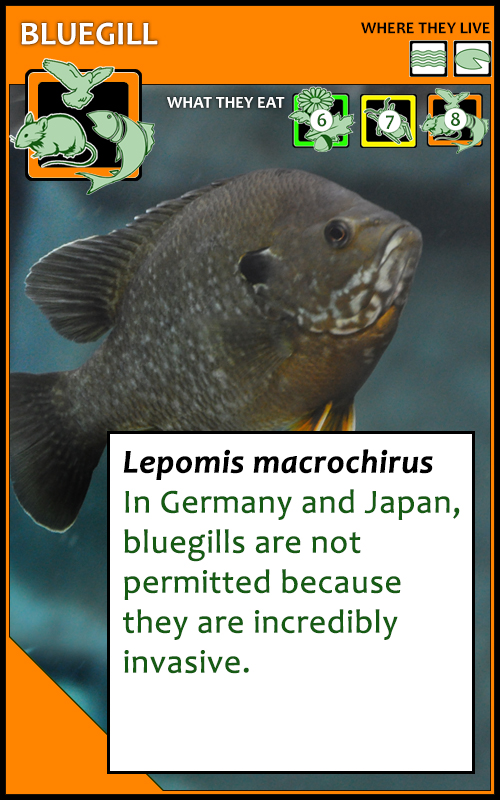 BLUEGILL
WHERE THEY LIVE
WHAT THEY EAT
6 7 8
Lepomis macrochirus
In Germany and Japan,
bluegills are not
permitted because
they are incredibly
invasive.